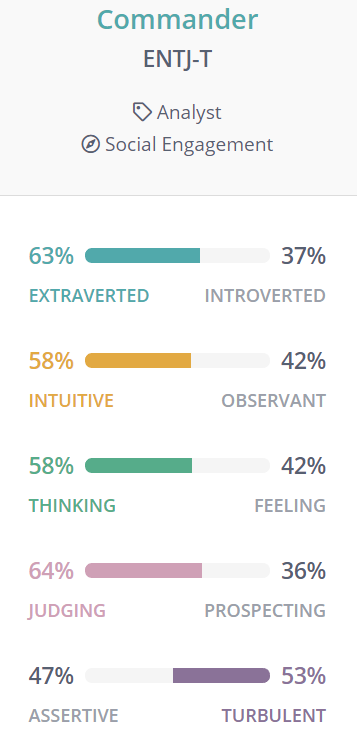 Commander
ENTJ-T
Analyst
Social Engagement
63% 37%
EXTRAVERTED INTROVERTED
58% 42%
INTUITIVE OBSERVANT
58% 42%
THINKING FEELING
64% 36%
JUDGING PROSPECTING
47% 53%
ASSERTIVE TURBULENT